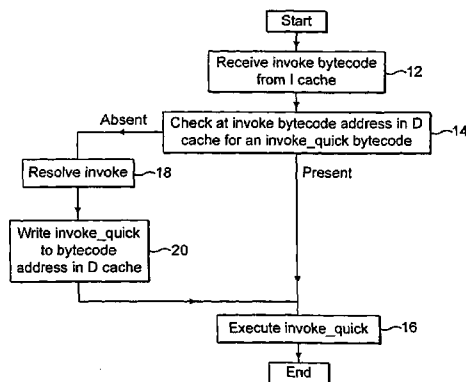 Start
Receive invoke bytecode
from I cache
12
Absent
Check at invoke bytecode address in D
cache for an invoke_quick bytecode
14
Resolve invoke
18
Present
Write invoke_quick
to bytecode
address in D cache
20
Execute invoke_quick
16
End